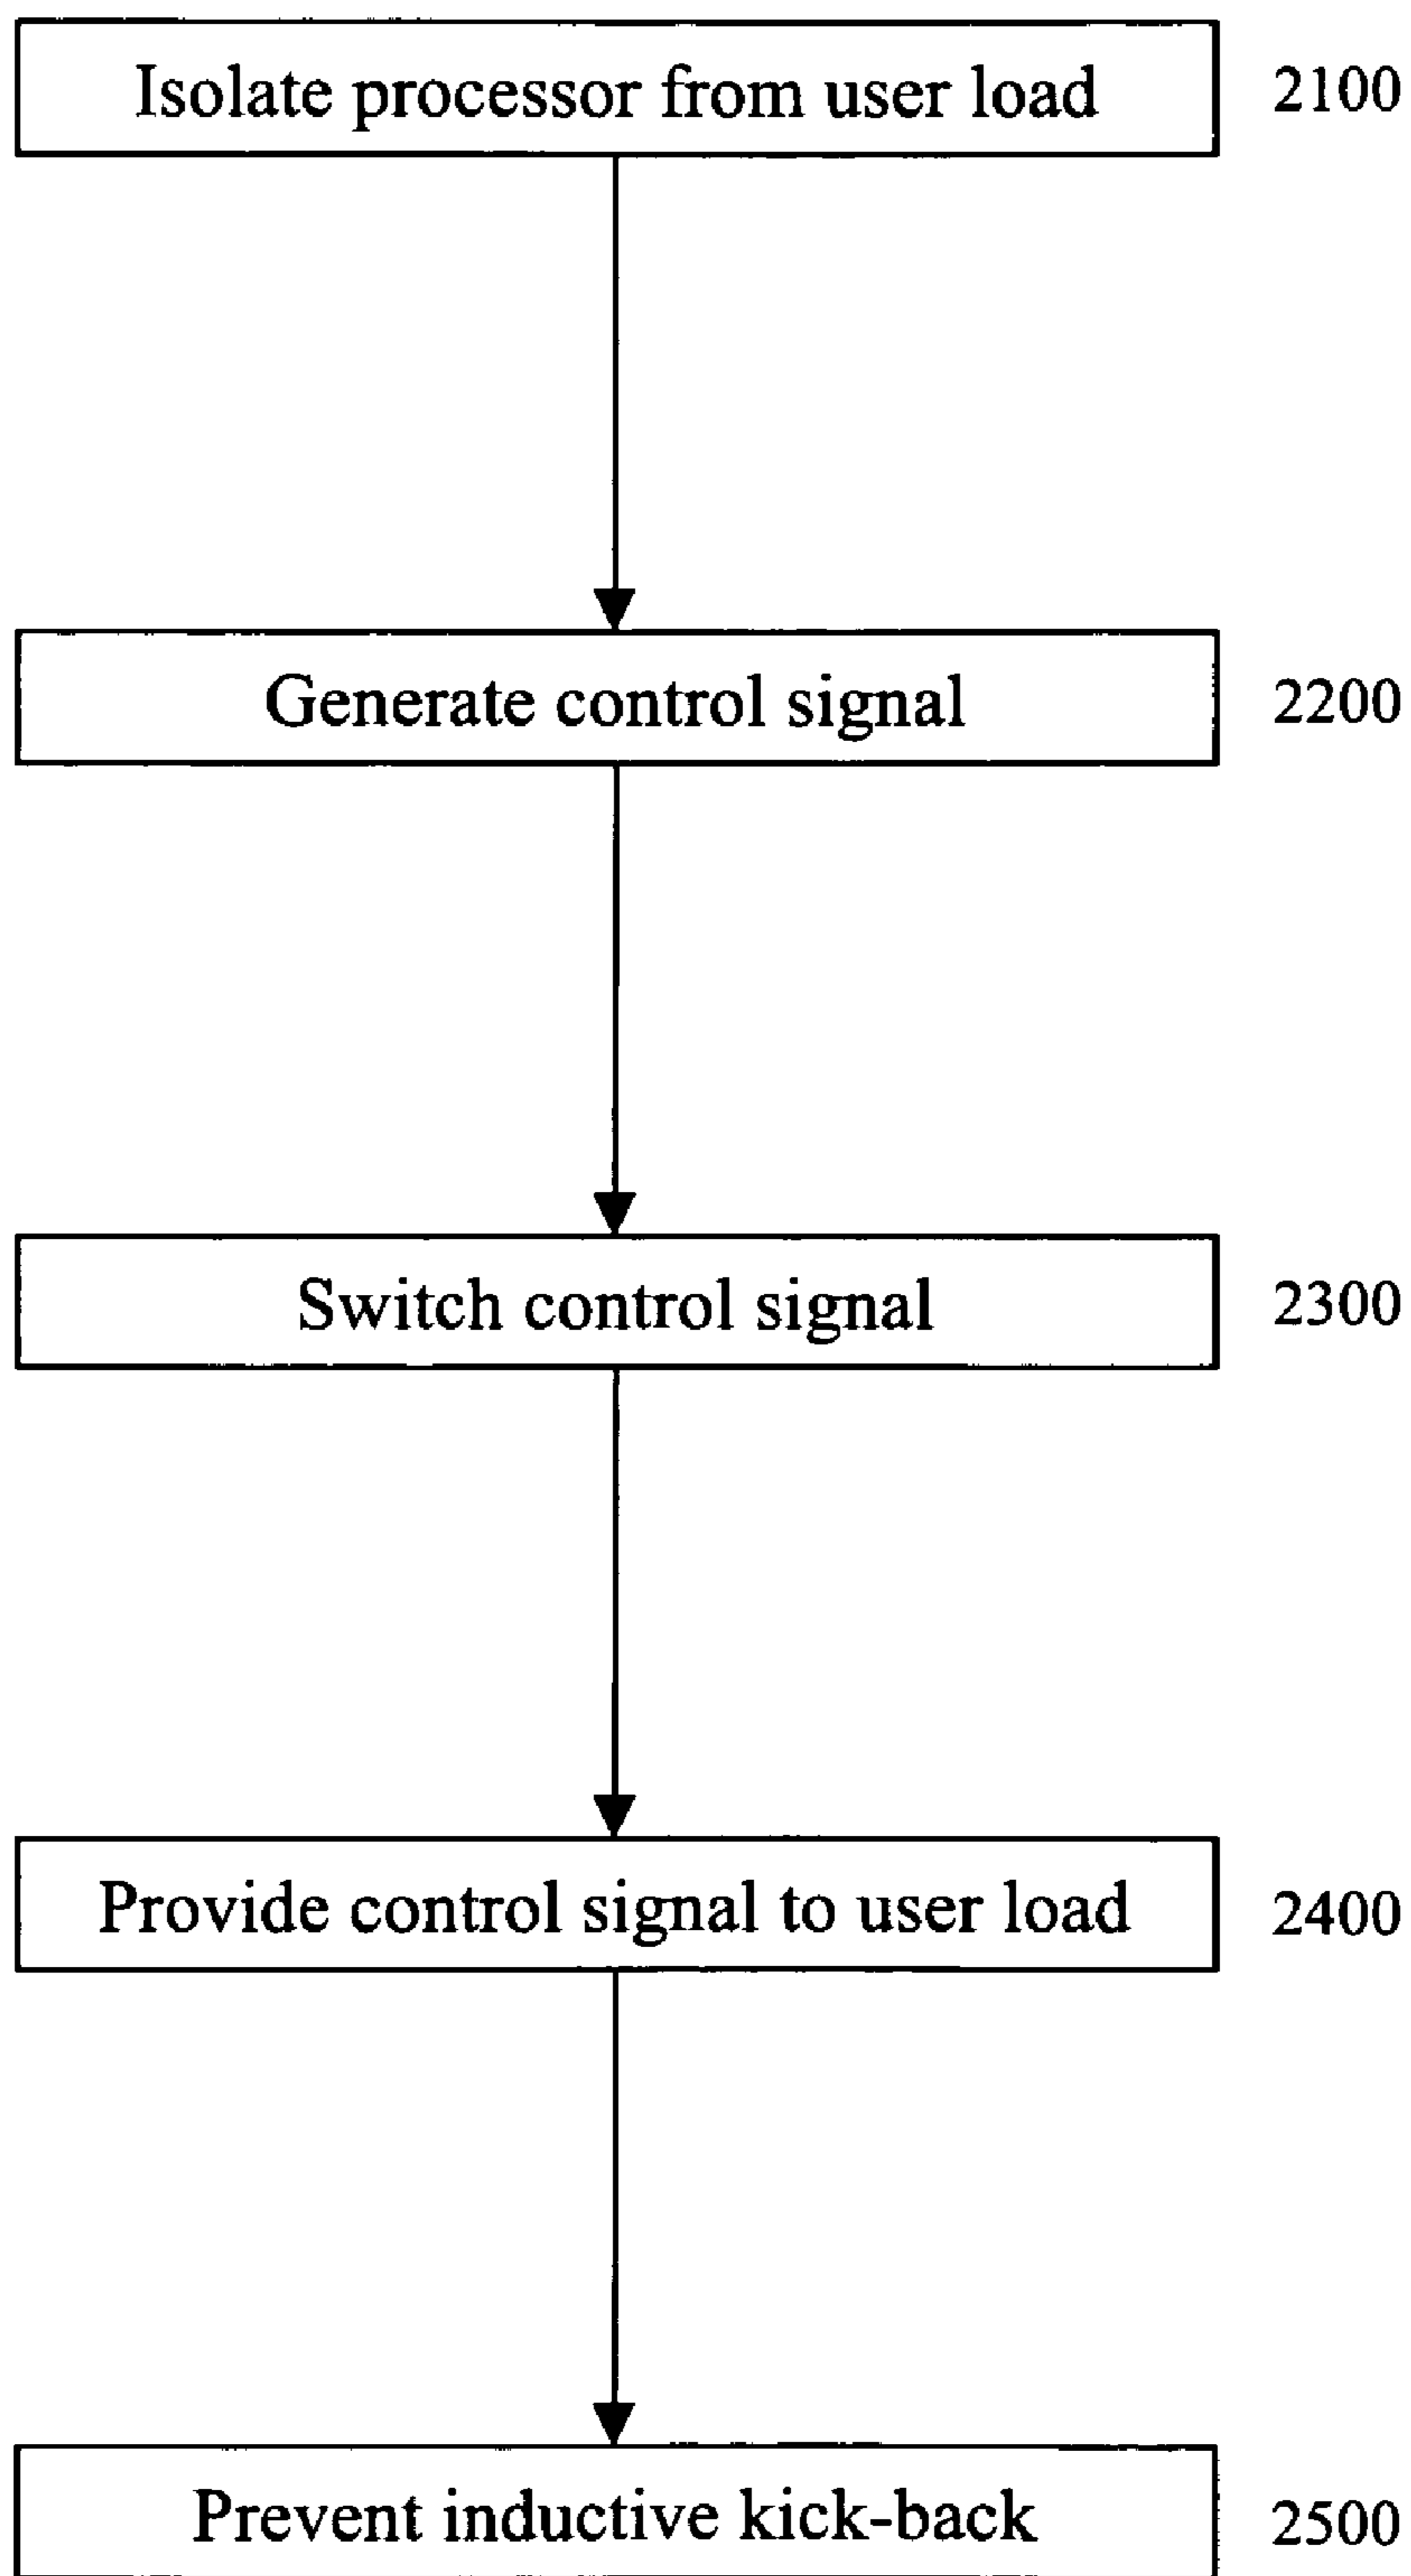 Isolate processor from user load 2100
Generate control signal 2200
Switch control signal 2300
Provide control signal to user load 2400
Prevent inductive kick-back 2500